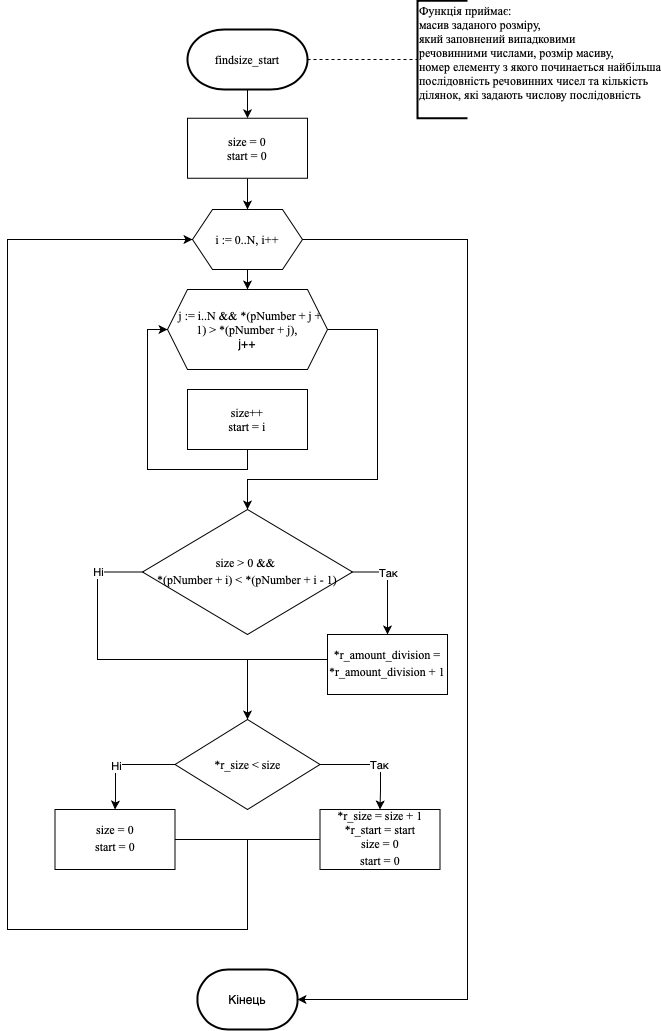 Функція приймає:
масив заданого розміру,
який заповнений випадковими
речовинними числами, розмір масиву,
номер елементу з якого починається найбільша
послідовність речовинних чисел та кількість
ділянок, які задають числову послідовність
findsize_start
size = 0
start = 0
i := 0..N, i++
j := i..N && *(pNumber + j +
1) > *(pNumber + j),
j++
size++
start = i
size > 0 &&
*(pNumber + i) < *(pNumber + i - 1)
Ні
Так
*r_amount_division =
*r_amount_division + 1
*r_size < size
Ні
Так
size = 0
start = 0
*r_size = size + 1
*r_start = start
size = 0
start = 0
Кінець